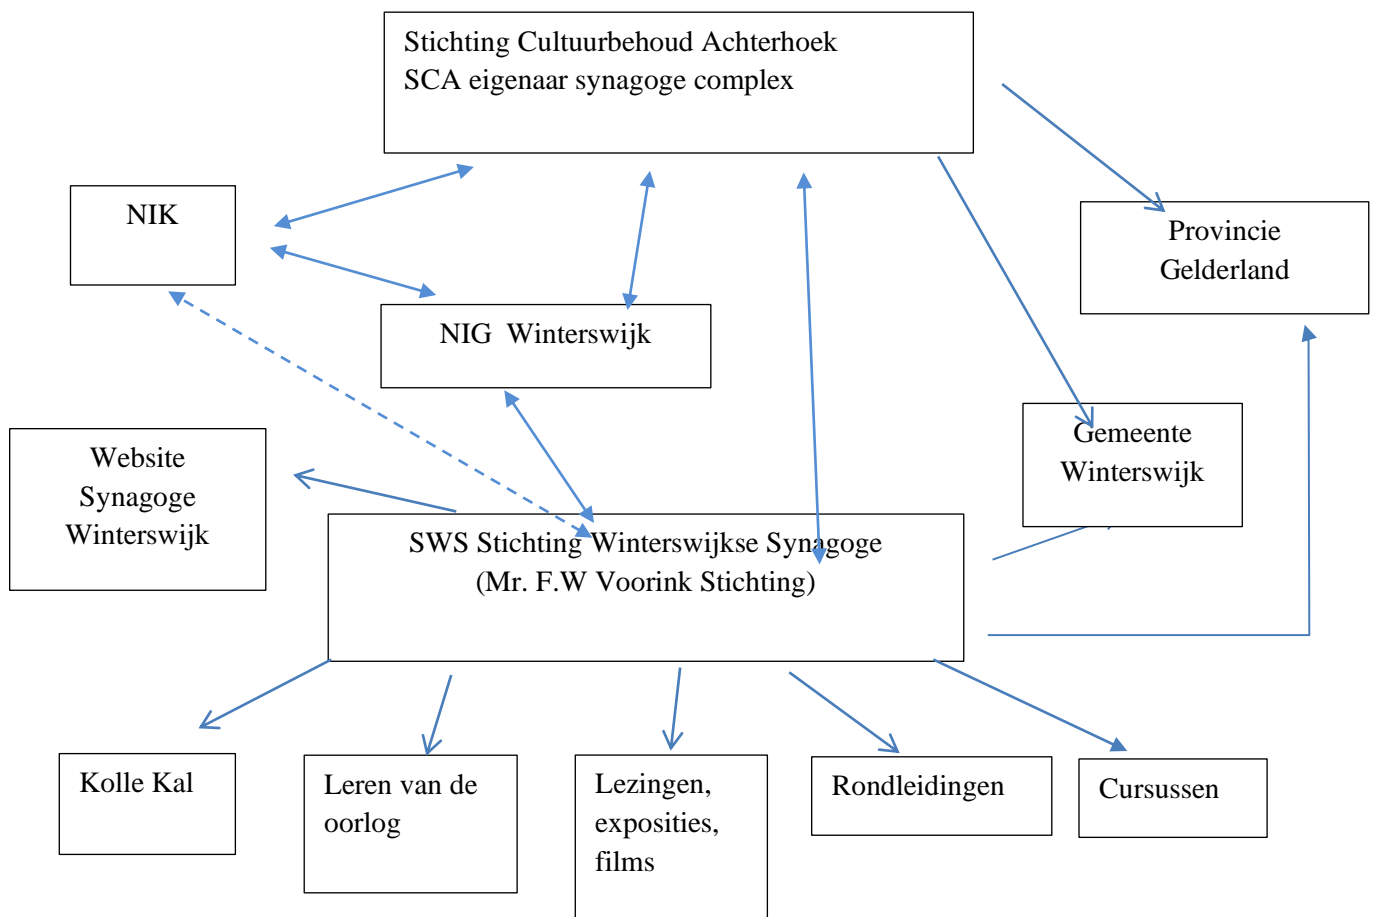 Stichting Cultuurbehoud Achterhoek
SCA eigenaar synagoge complex
NIK
Provincie
Gelderland
NIG  Winterswijk
Gemeente
Winterswijk
Website
Synagoge
Winterswijk
SWS Stichting Winterswijkse Synagoge
(Mr. F.W Voorink Stichting)
Kolle Kal
Leren van de
oorlog
Lezingen,
exposities,
films
Rondleidingen
Cursussen